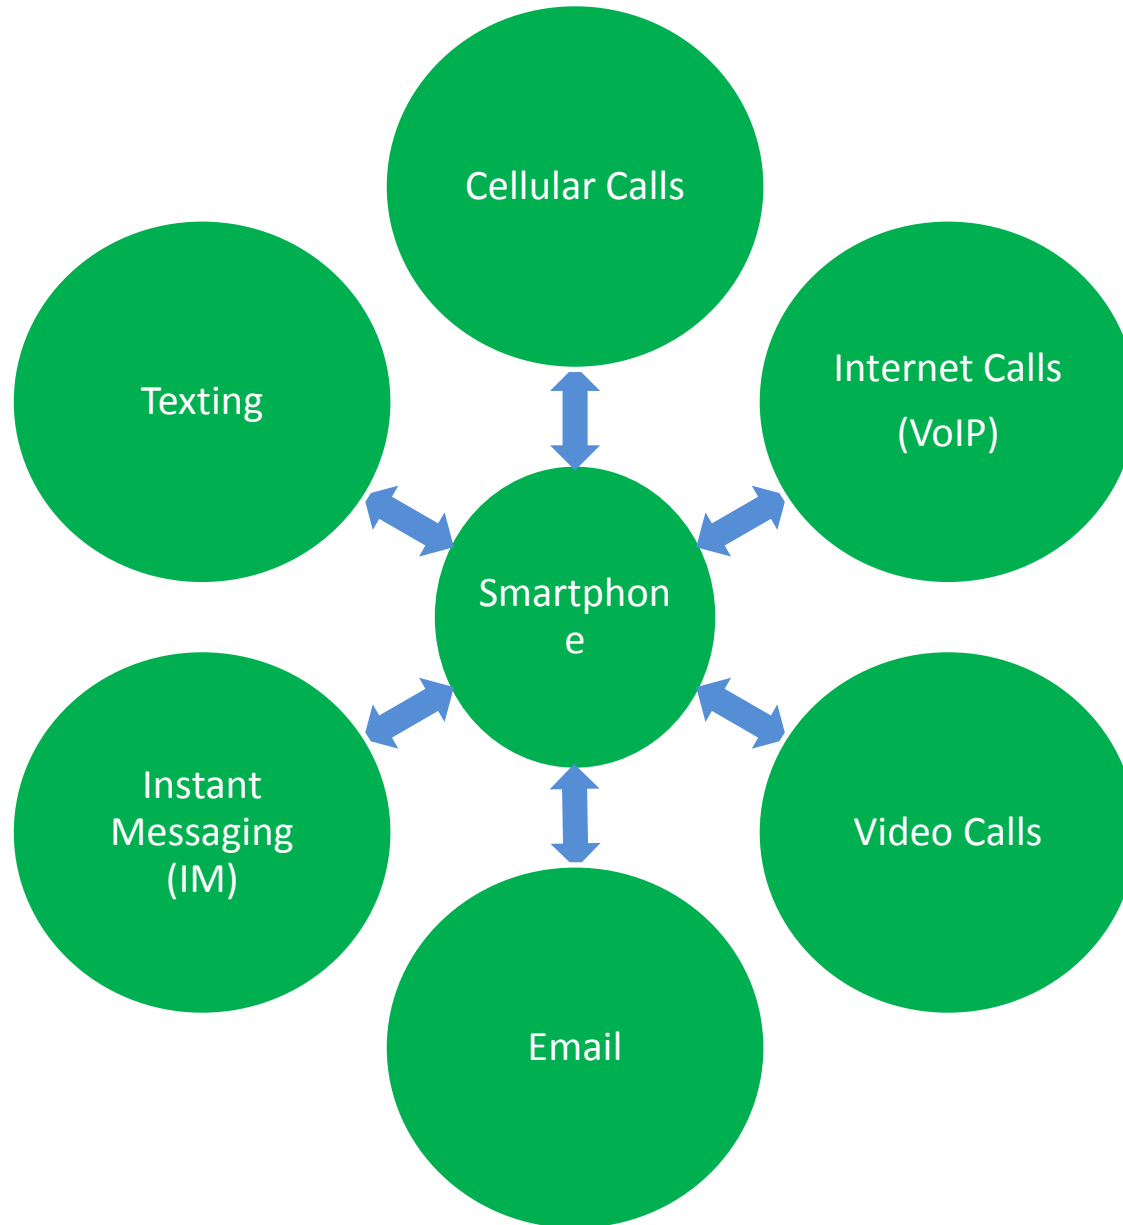 Cellular Calls
Internet Calls
(VoIP)
Texting
Smartphon
e
Instant
Messaging
(IM)
Video Calls
Email